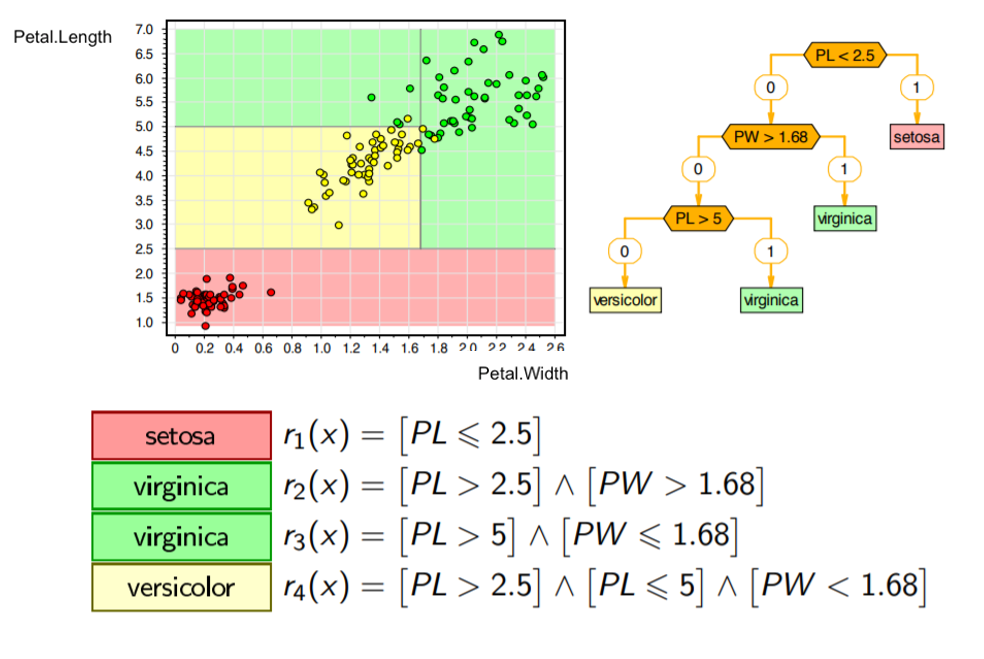 Petal.Length
7.0
6.5
6.0
5.5
5.0
4.5
4.0
3.5
3.0
2.5
2.0
1.5
1.0
0 0.2 0.4 0.6 0.8 1.0 1.2 1.4 1.6 1.8 2.0 2.2 2.4 2.6
Petal.Width
PL < 2.5
0 1
PW > 1.68 setosa
0 1
PL > 5 virginica
0 1
versicolor virginica
setosa r₁(x) = [PL ⩽ 2.5]
virginica r₂(x) = [PL > 2.5] ∧ [PW > 1.68]
virginica r₃(x) = [PL > 5] ∧ [PW ⩽ 1.68]
versicolor r₄(x) = [PL > 2.5] ∧ [PL ⩽ 5] ∧ [PW < 1.68]